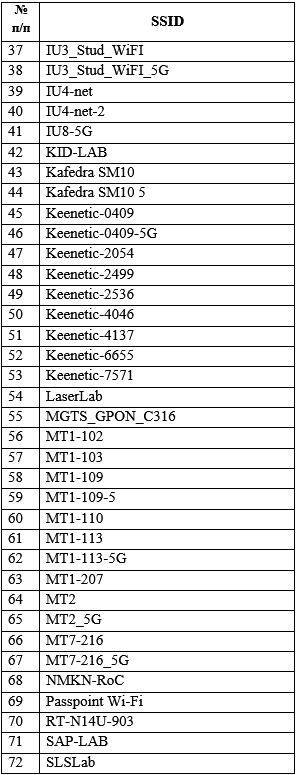 № SSID
п/п
37 IU3_Stud_WiFI
38 IU3_Stud_WiFI_5G
39 IU4-net
40 IU4-net-2
41 IU8-5G
42 KID-LAB
43 Kafedra SM10
44 Kafedra SM10 5
45 Keenetic-0409
46 Keenetic-0409-5G
47 Keenetic-2054
48 Keenetic-2499
49 Keenetic-2536
50 Keenetic-4046
51 Keenetic-4137
52 Keenetic-6655
53 Keenetic-7571
54 LaserLab
55 MGTS_GPON_C316
56 MT1-102
57 MT1-103
58 MT1-109
59 MT1-109-5
60 MT1-110
61 MT1-113
62 MT1-113-5G
63 MT1-207
64 MT2
65 MT2_5G
66 MT7-216
67 MT7-216_5G
68 NMKN-RoC
69 Passpoint Wi-Fi
70 RT-N14U-903
71 SAP-LAB
72 SLSLab